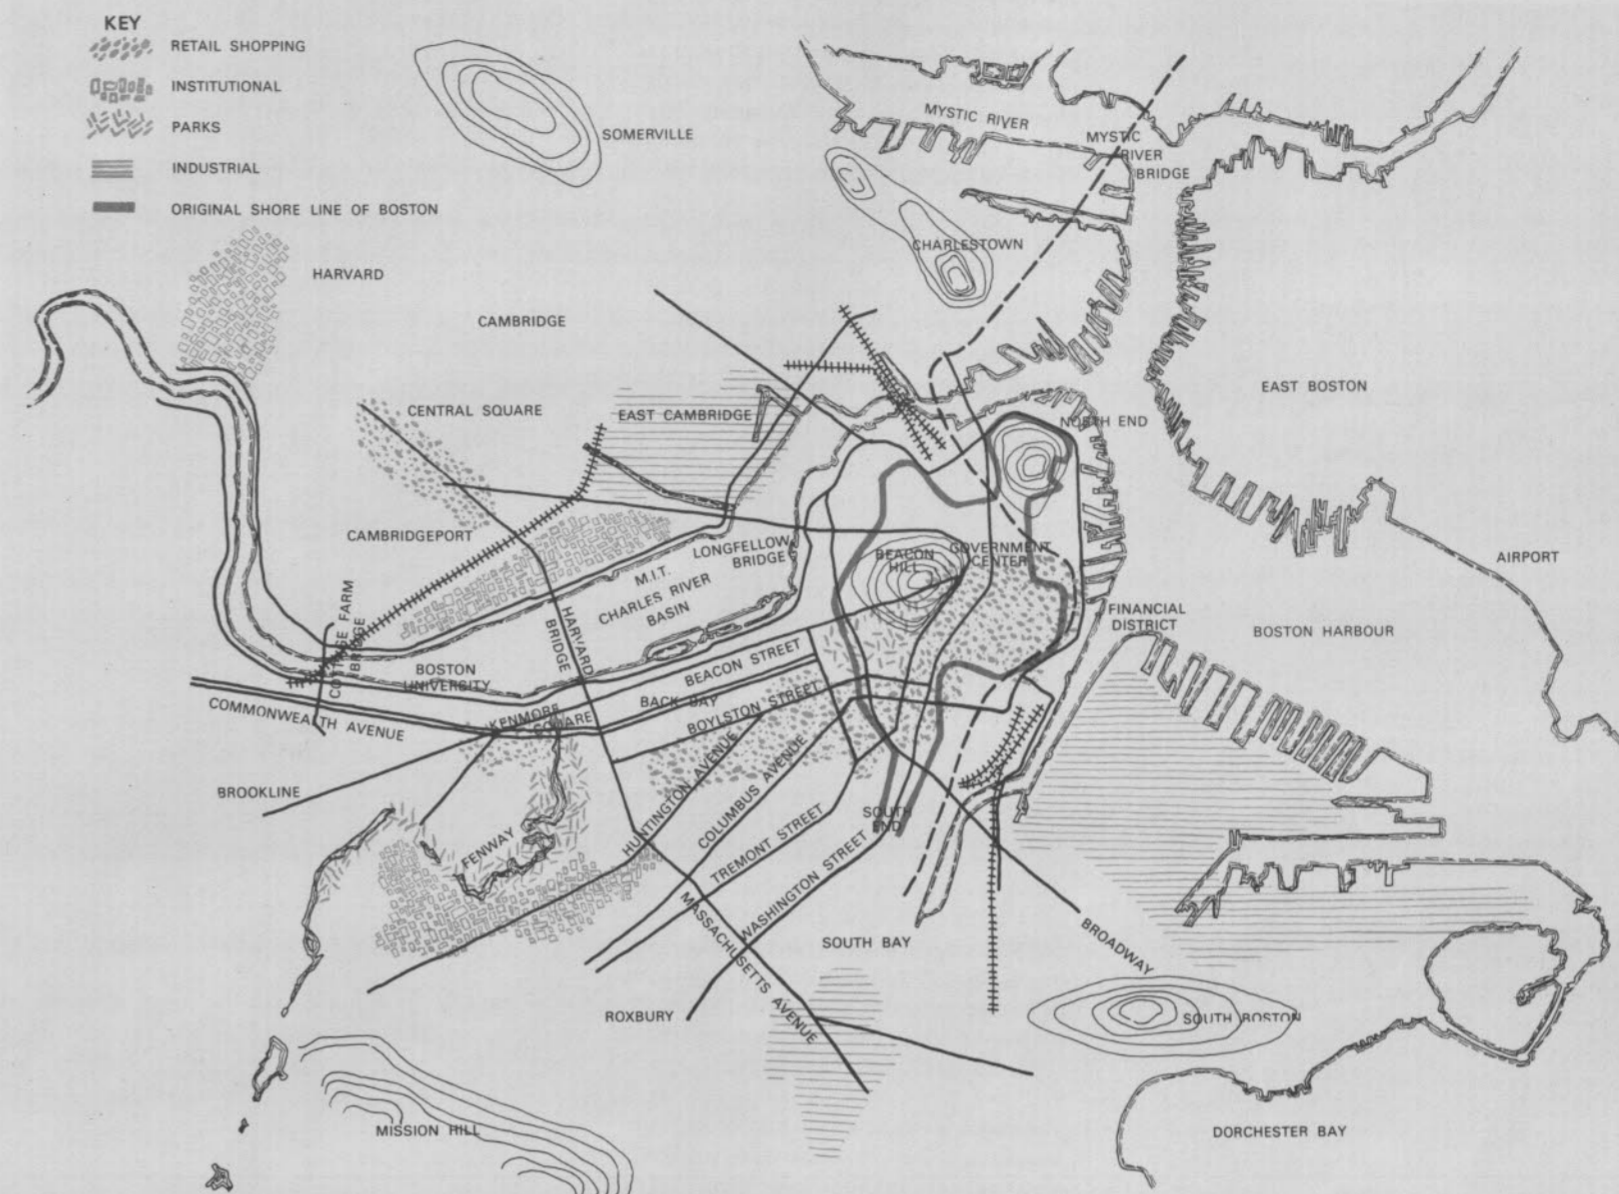 KEY
RETAIL SHOPPING
INSTITUTIONAL
PARKS
INDUSTRIAL
ORIGINAL SHORE LINE OF BOSTON
SOMERVILLE
MYSTIC RIVER
MYSTIC
RIVER
BRIDGE
CHARLESTOWN
HARVARD
CAMBRIDGE
EAST BOSTON
CENTRAL SQUARE
EAST CAMBRIDGE
NORTH END
CAMBRIDGEPORT
LONGFELLOW
BRIDGE
M.I.T.
CHARLES RIVER
BASIN
BEACON
HILL
GOVERNMENT
CENTER
AIRPORT
FINANCIAL
DISTRICT
BOSTON HARBOUR
COTTAGE FARM
BRIDGE
HARVARD
BRIDGE
BOSTON
UNIVERSITY
BEACON STREET
BACK BAY
BOYLSTON STREET
COMMONWEALTH AVENUE
KENMORE
SQUARE
BROOKLINE
FENWAY
HUNTINGTON AVENUE
COLUMBUS AVENUE
TREMONT STREET
WASHINGTON STREET
SOUTH
END
MASSACHUSETTS AVENUE
SOUTH BAY
BROADWAY
ROXBURY
SOUTH BOSTON
MISSION HILL
DORCHESTER BAY